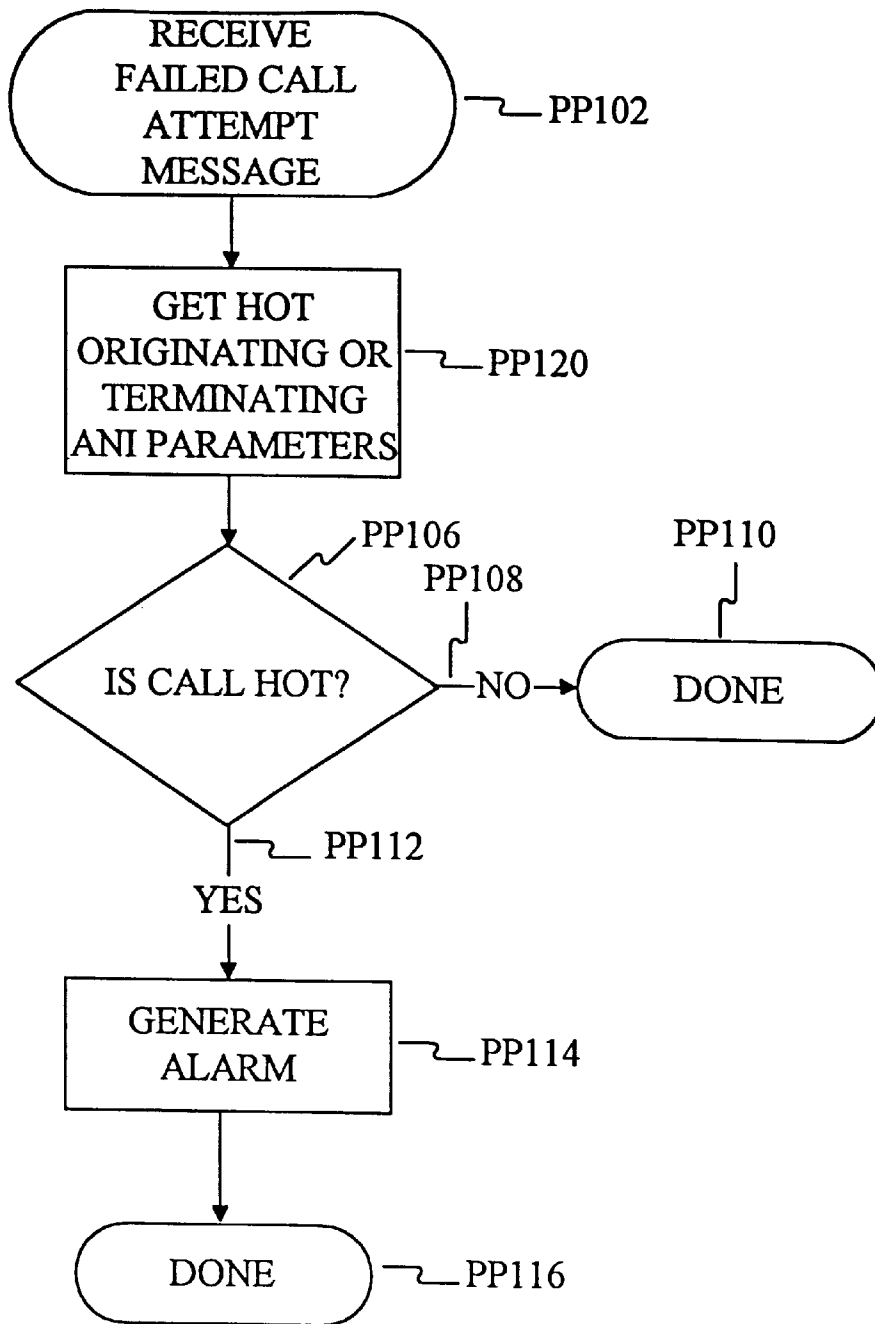 RECEIVE
FAILED CALL
ATTEMPT
MESSAGE
PP102
GET HOT
ORIGINATING OR
TERMINATING
ANI PARAMETERS
PP120
PP106
PP108
PP110
IS CALL HOT?
NO
DONE
PP112
YES
GENERATE
ALARM
PP114
DONE
PP116